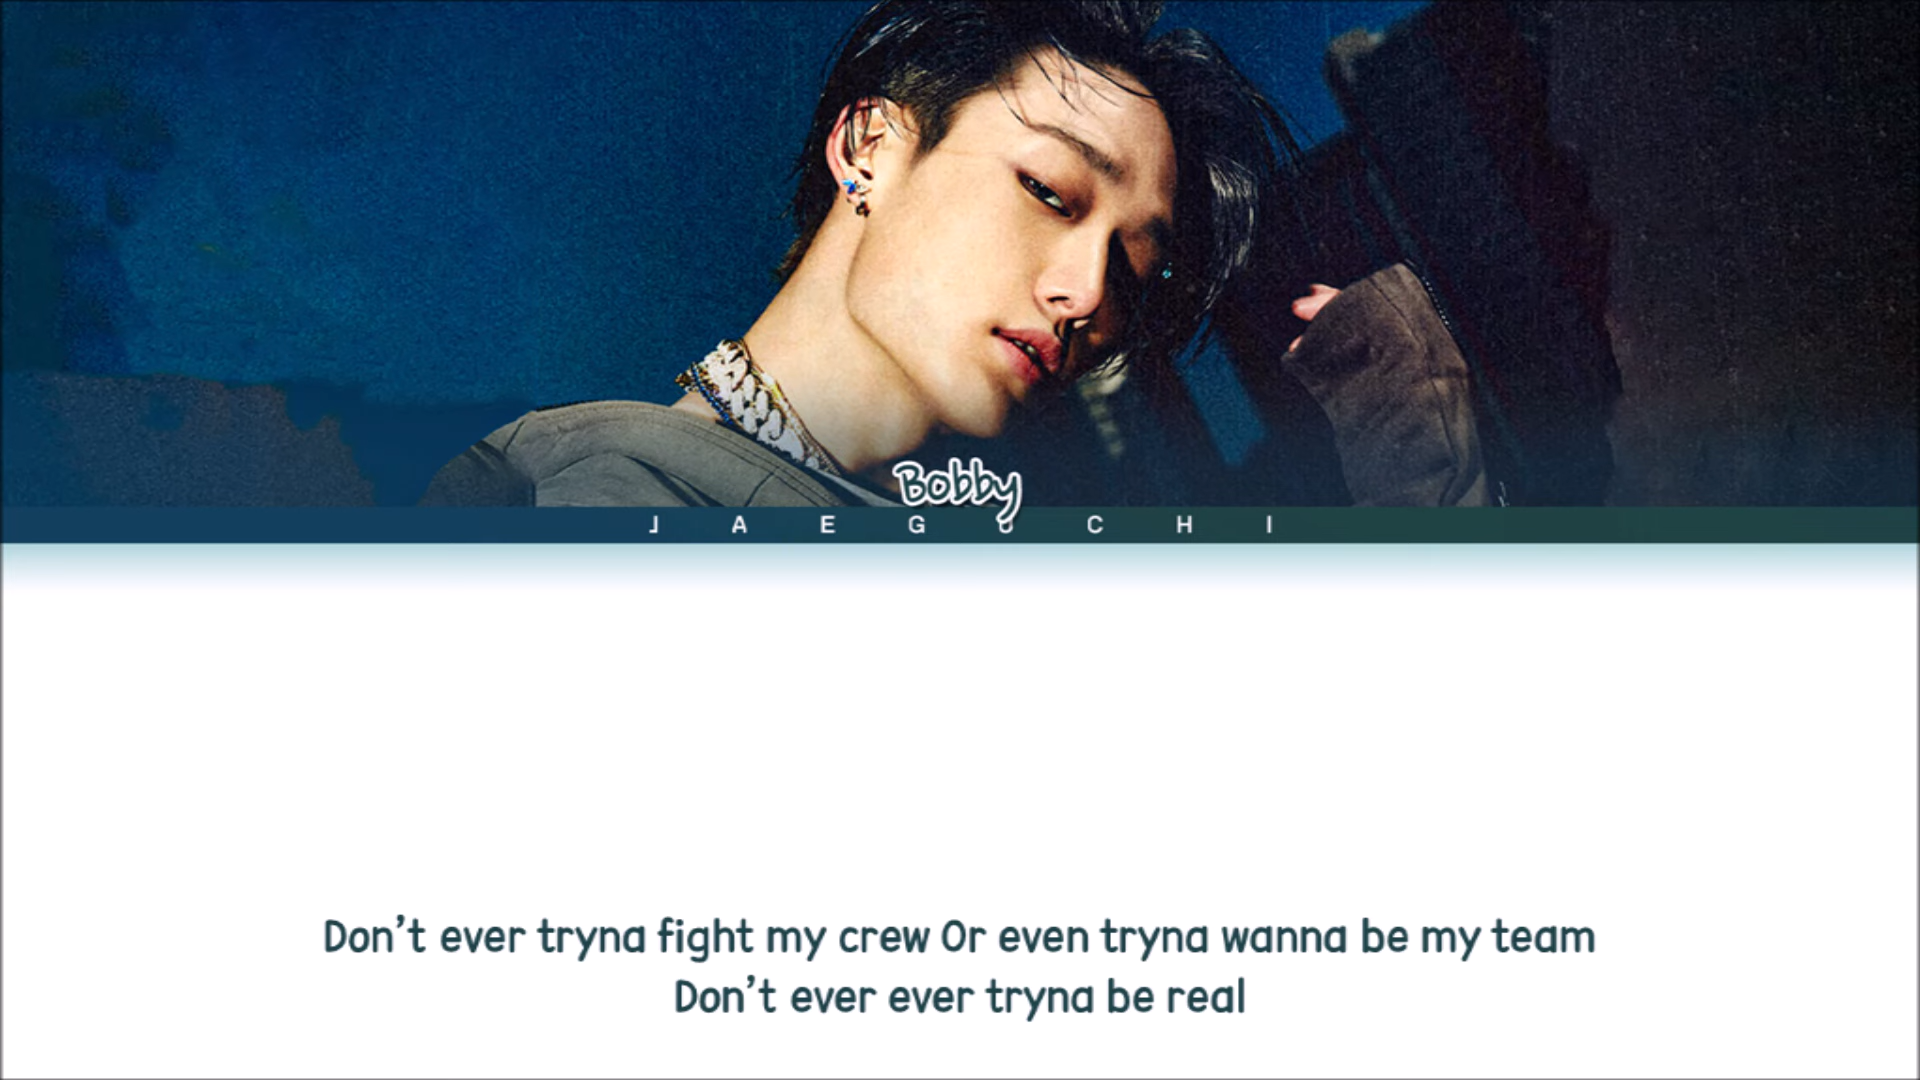 Bobby
J A E G U C H I
Don't ever tryna fight my crew Or even tryna wanna be my team
Don't ever ever tryna be real